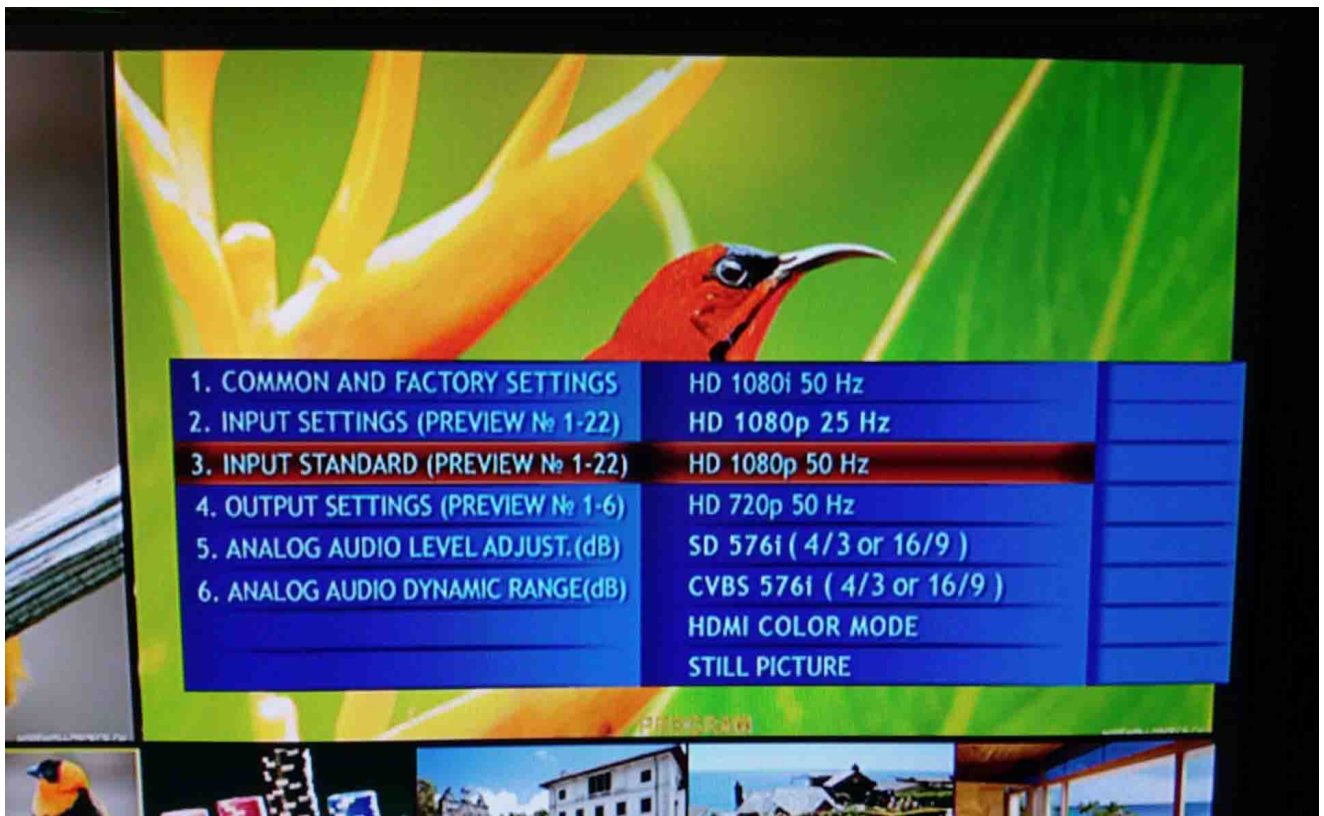 1. COMMON AND FACTORY SETTINGS
2. INPUT SETTINGS (PREVIEW № 1-22)
3. INPUT STANDARD (PREVIEW № 1-22)
4. OUTPUT SETTINGS (PREVIEW № 1-6)
5. ANALOG AUDIO LEVEL ADJUST.(dB)
6. ANALOG AUDIO DYNAMIC RANGE(dB)
HD 1080i 50 Hz
HD 1080p 25 Hz
HD 1080p 50 Hz
HD 720p 50 Hz
SD 576i ( 4/3 or 16/9 )
CVBS 576i ( 4/3 or 16/9 )
HDMI COLOR MODE
STILL PICTURE
PROGRAM